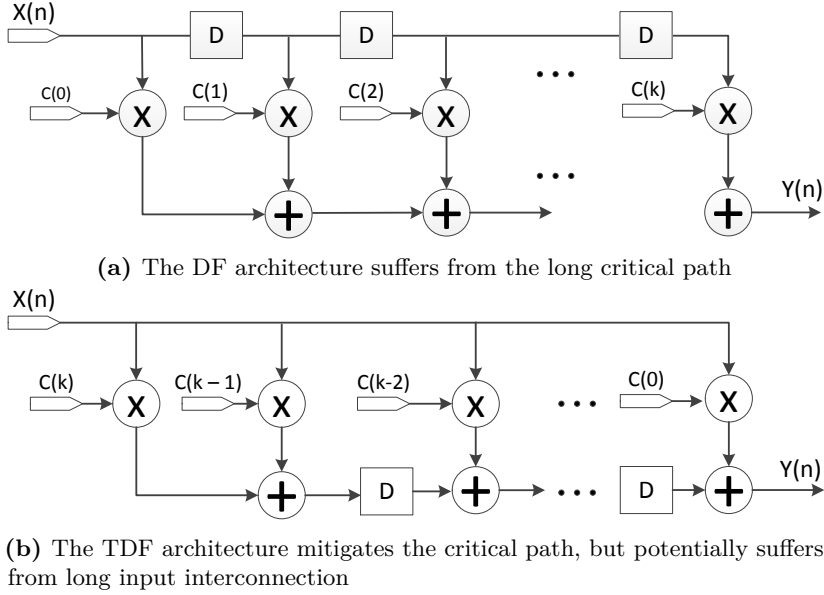 X(n)
D D D
C(0) C(1) C(2) C(k)
X X X X
...
...
+ + +
Y(n)
(a) The DF architecture suffers from the long critical path
X(n)
C(k) C(k – 1) C(k-2) C(0)
X X X ... X
+ D + ... D +
Y(n)
(b) The TDF architecture mitigates the critical path, but potentially suffers
from long input interconnection